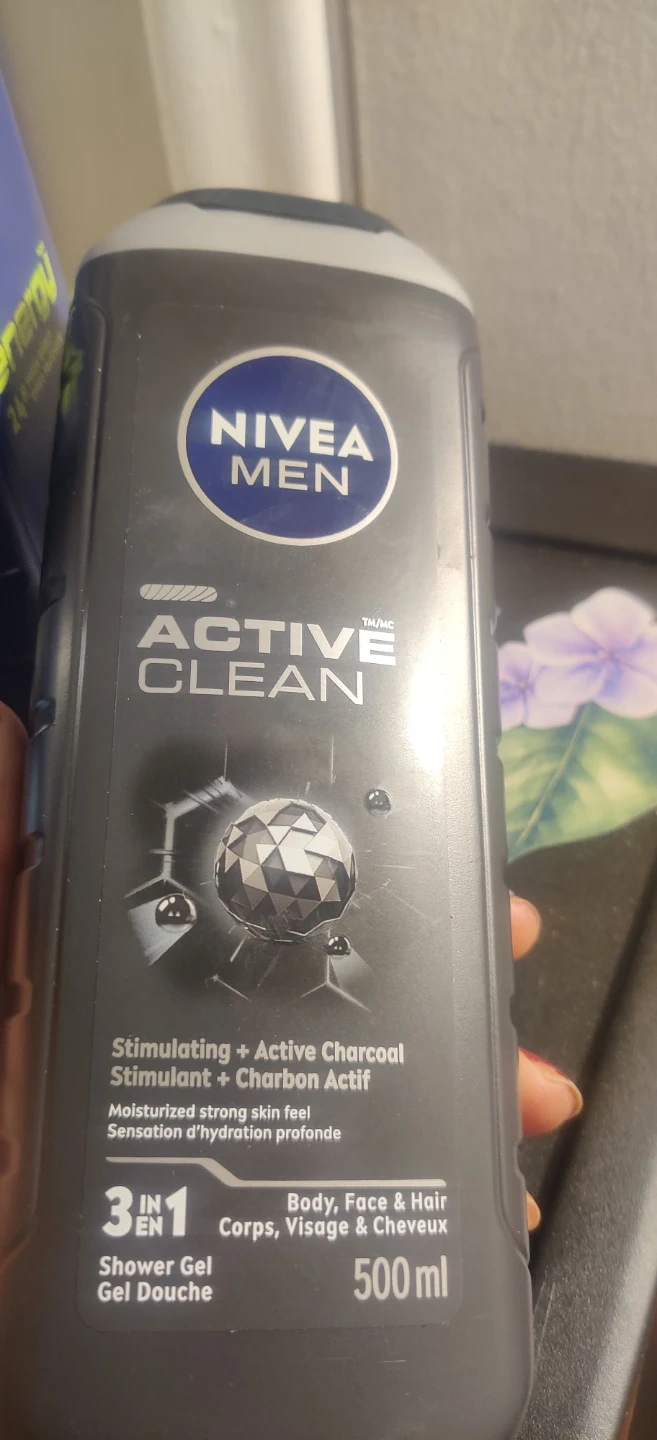 energy
NIVEA
MEN
ACTIVE TM/MC
CLEAN
Stimulating + Active Charcoal
Stimulant + Charbon Actif
Moisturized strong skin feel
Sensation d'hydration profonde
3 IN EN 1
Body, Face & Hair
Corps, Visage & Cheveux
Shower Gel
Gel Douche
500 ml